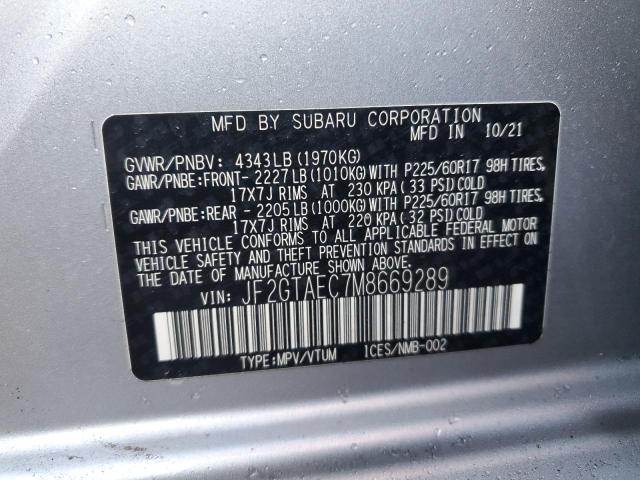 MFD BY SUBARU CORPORATION
MFD IN 10/21
GVWR/PNBV: 4343LB (1970KG)
GAWR/PNBE:FRONT- 2227LB (1010KG)WITH P225/60R17 98H TIRES,
17X7J RIMS AT 230 KPA (33 PSI) COLD
GAWR/PNBE:REAR - 2205LB (1000KG)WITH P225/60R17 98H TIRES,
17X7J RIMS AT 220 KPA (32 PSI) COLD
THIS VEHICLE CONFORMS TO ALL APPLICABLE FEDERAL MOTOR
VEHICLE SAFETY AND THEFT PREVENTION STANDARDS IN EFFECT ON
THE DATE OF MANUFACTURE SHOWN ABOVE.
VIN: JF2GTAEC7M8669289
TYPE:MPV/VTUM ICES/NMB-002